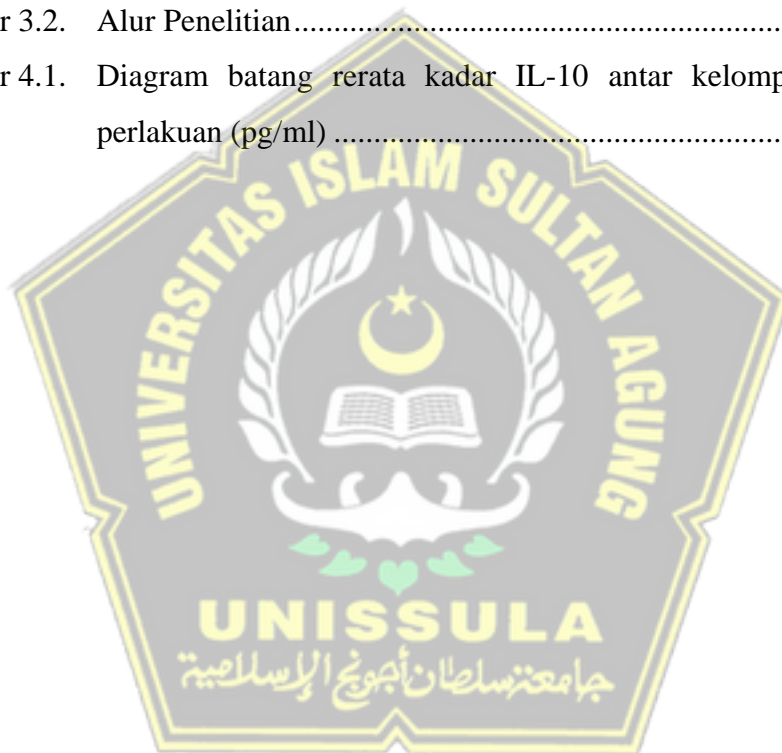 r 3.2. Alur Penelitian................................................................
r 4.1. Diagram batang rerata kadar IL-10 antar kelomp
perlakuan (pg/ml) ..........................................................
UNIVERSITAS ISLAM SULTAN AGUNG
UNISSULA
جامعة سلطان أجونج الإسلامية